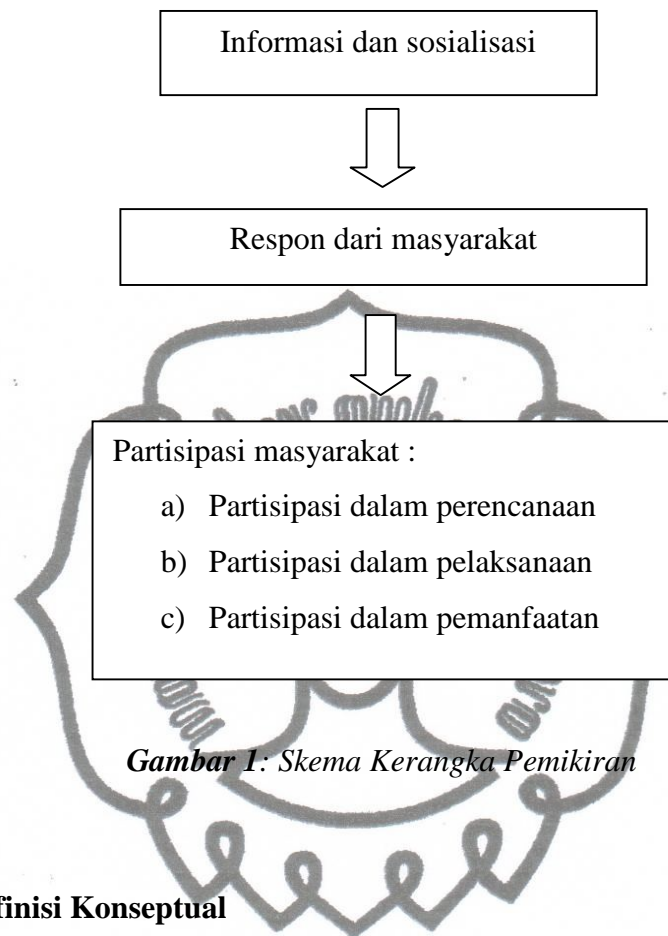 Informasi dan sosialisasi
Respon dari masyarakat
Partisipasi masyarakat :
a) Partisipasi dalam perencanaan
b) Partisipasi dalam pelaksanaan
c) Partisipasi dalam pemanfaatan
Gambar 1: Skema Kerangka Pemikiran
finisi Konseptual